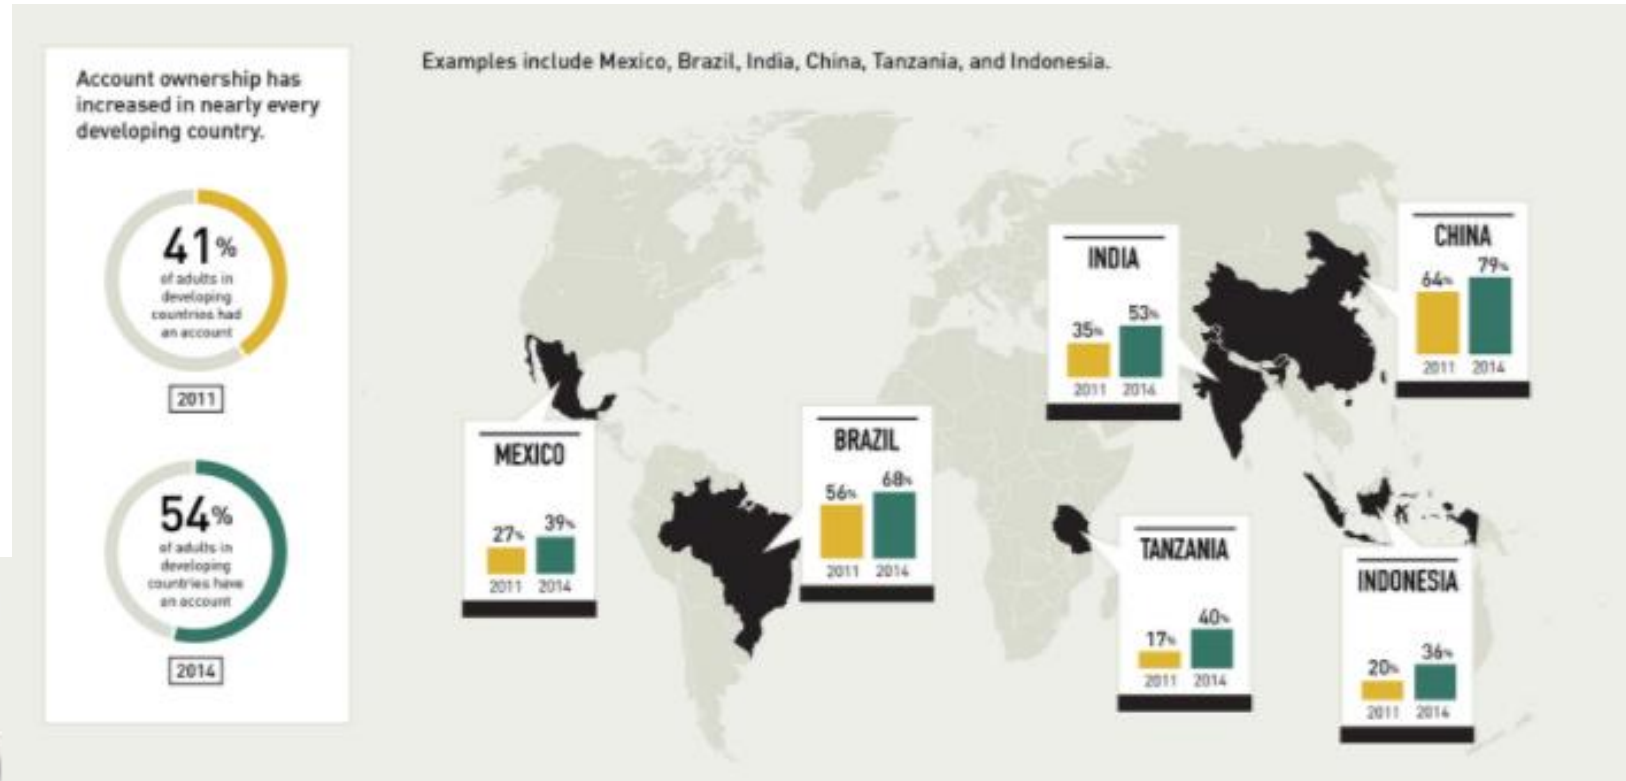 Account ownership has
increased in nearly every
developing country.
41%
of adults in
developing
countries had
an account
2011
54%
of adults in
developing
countries have
an account
2014
Examples include Mexico, Brazil, India, China, Tanzania, and Indonesia.
MEXICO
27% 39%
2011 2014
BRAZIL
56% 68%
2011 2014
INDIA
35% 53%
2011 2014
CHINA
64% 79%
2011 2014
TANZANIA
17% 40%
2011 2014
INDONESIA
20% 36%
2011 2014